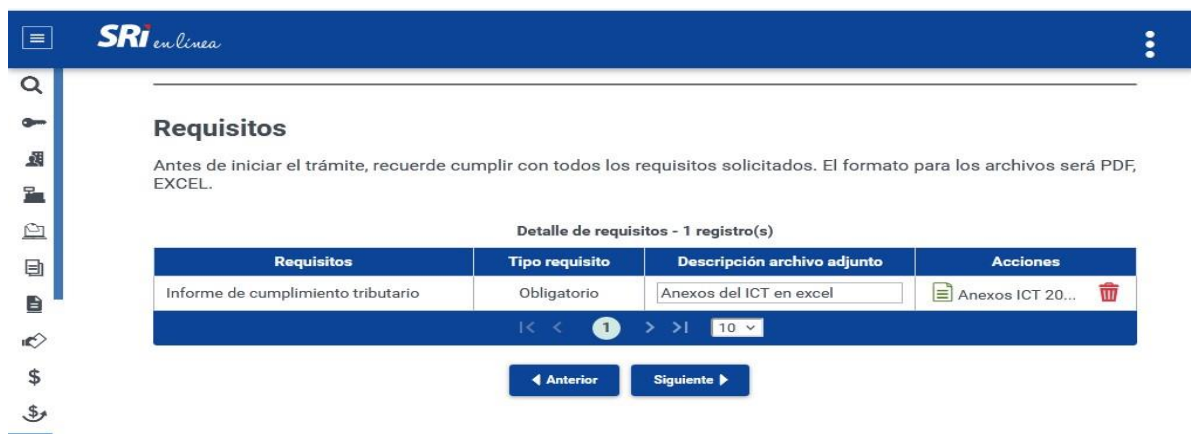 SRi en línea
Requisitos
Antes de iniciar el trámite, recuerde cumplir con todos los requisitos solicitados. El formato para los archivos será PDF,
EXCEL.
Detalle de requisitos - 1 registro(s)
Requisitos Tipo requisito Descripción archivo adjunto Acciones
Informe de cumplimiento tributario Obligatorio Anexos del ICT en excel Anexos ICT 20...
1 10
Anterior Siguiente